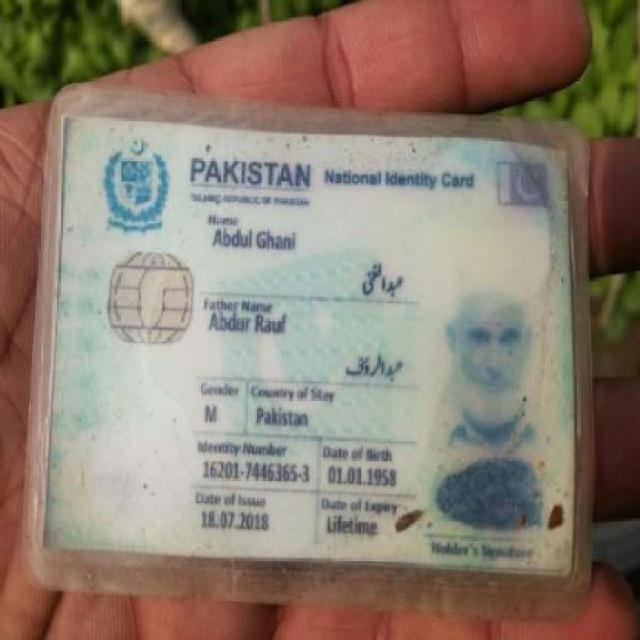 PAKISTAN National Identity Card
ISLAMIC REPUBLIC OF PAKISTAN
Name
Abdul Ghani
عبدالغنی
Father Name
Abdur Rauf
عبدالرؤف
Gender Country of Stay
M Pakistan
Identity Number Date of Birth
16201-7446365-3 01.01.1958
Date of Issue Date of Expiry
18.07.2018 Lifetime
Holder's Signature